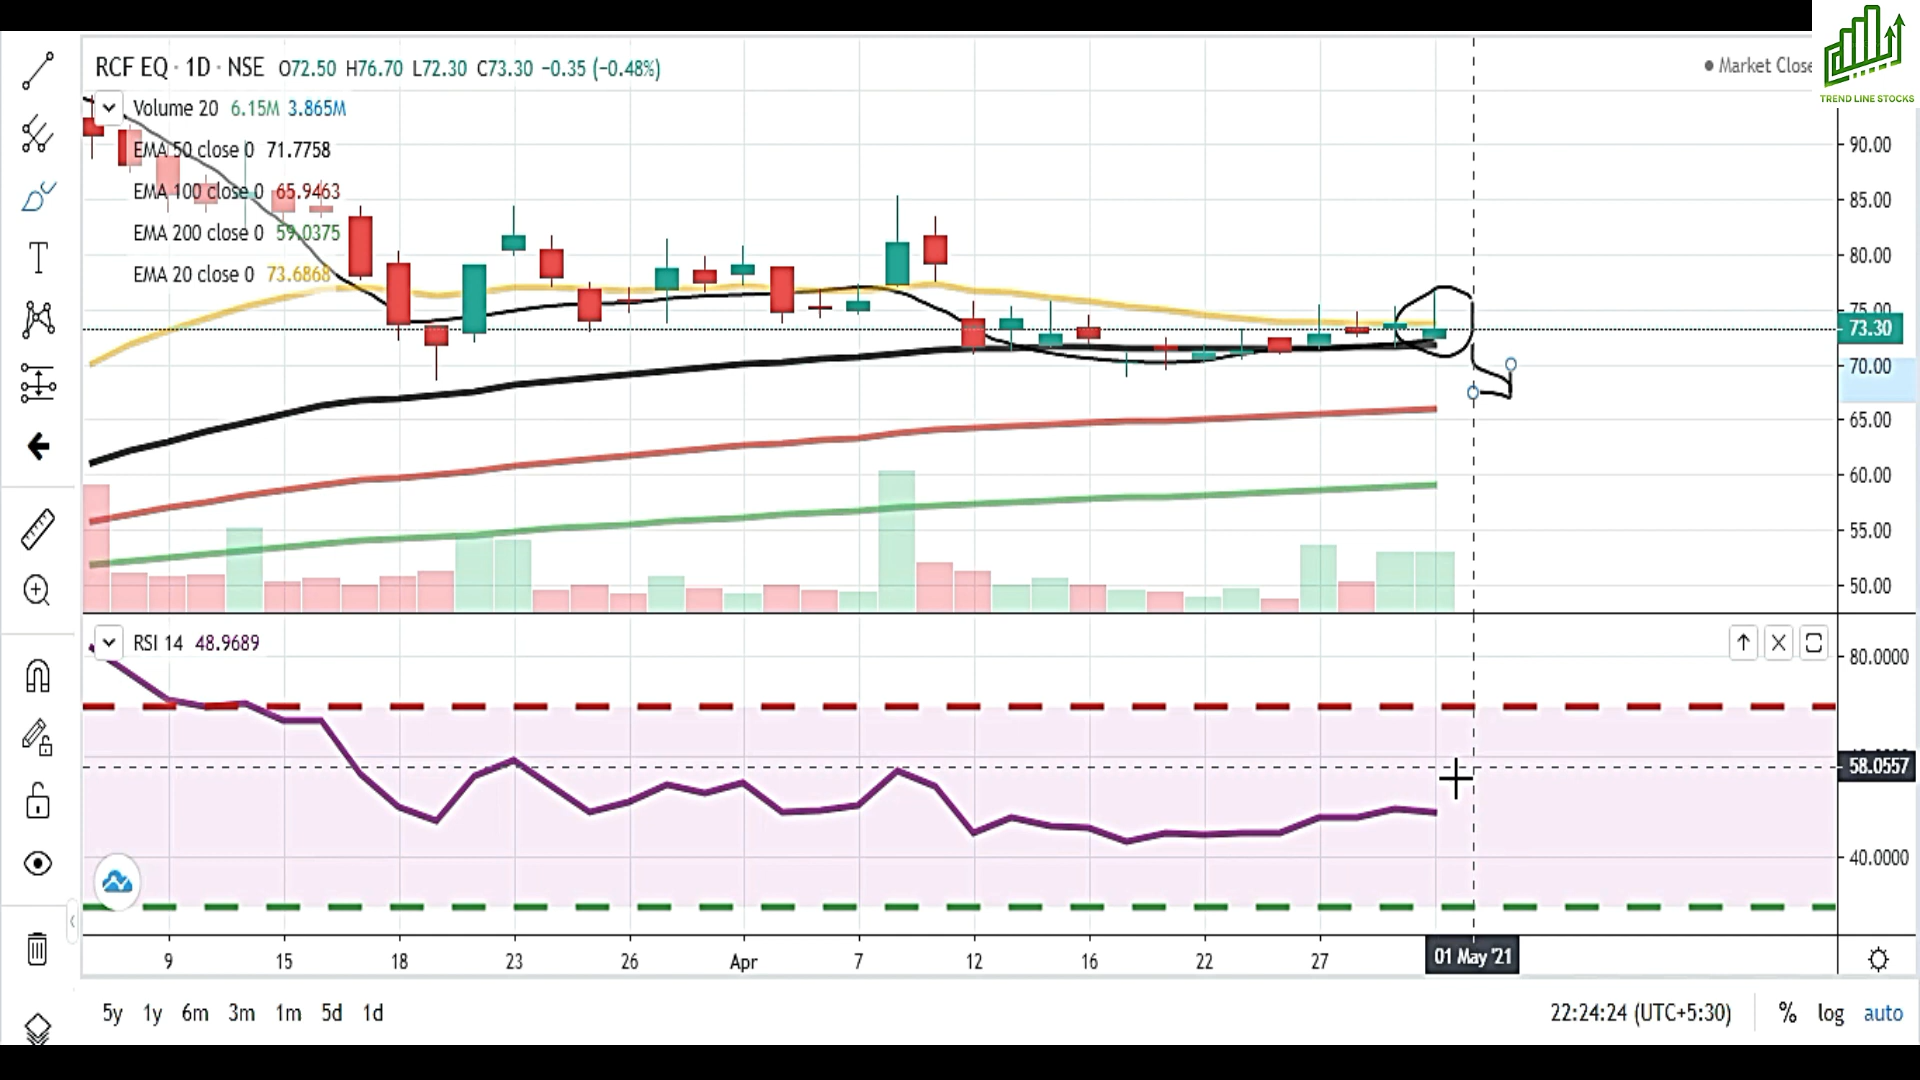 RCF EQ · 1D · NSE O72.50 H76.70 L72.30 C73.30 −0.35 (−0.48%)
Market Close
TREND LINE STOCKS
Volume 20 6.15M 3.865M
EMA 50 close 0 71.7758
EMA 100 close 0 65.9463
EMA 200 close 0 59.0375
EMA 20 close 0 73.6868
90.00
85.00
80.00
75.00
73.30
70.00
65.00
60.00
55.00
50.00
RSI 14 48.9689
80.0000
58.0557
40.0000
9 15 18 23 26 Apr 7 12 16 22 27 01 May '21
5y 1y 6m 3m 1m 5d 1d 22:24:24 (UTC+5:30) % log auto